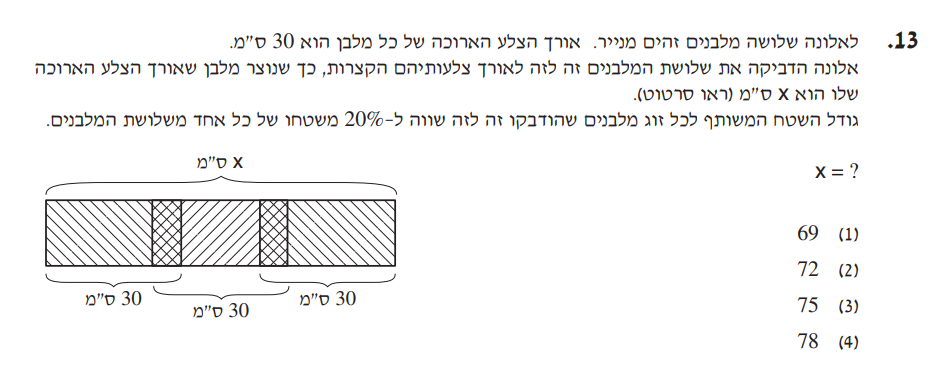 13. לאלונה שלושה מלבנים זהים מנייר. אורך הצלע הארוכה של כל מלבן הוא 30 ס"מ.
אלונה הדביקה את שלושת המלבנים זה לזה לאורך צלעותיהם הקצרות, כך שנוצר מלבן שאורך הצלע הארוכה
שלו הוא x ס"מ (ראו סרטוט).
גודל השטח המשותף לכל זוג מלבנים שהודבקו זה לזה שווה ל-20% משטחו של כל אחד משלושת המלבנים.
x = ?
(1) 69
(2) 72
(3) 75
(4) 78
x ס"מ
30 ס"מ
30 ס"מ
30 ס"מ